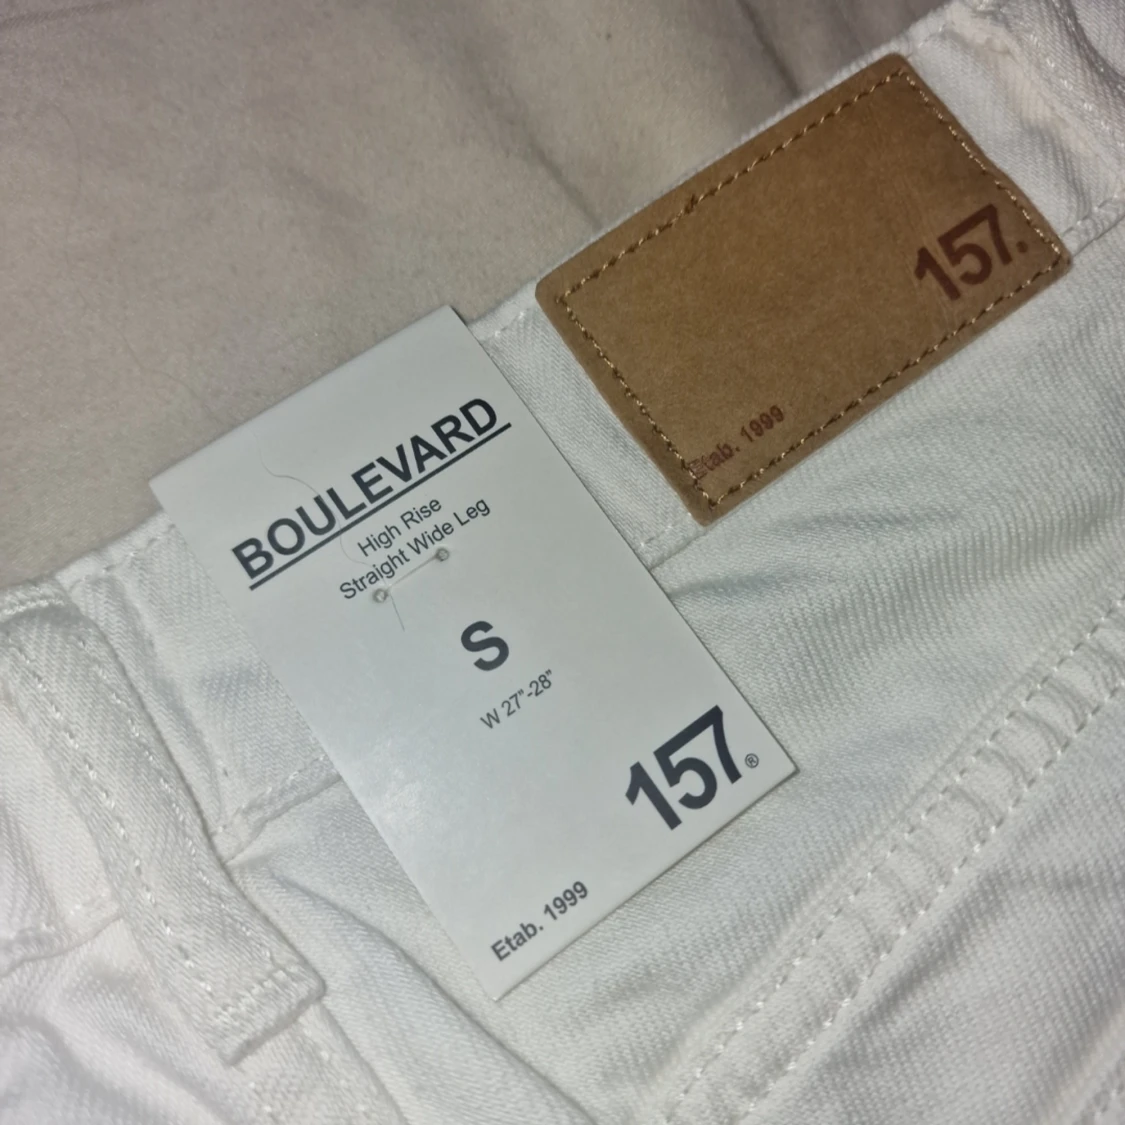 BOULEVARD
High Rise
Straight Wide Leg
S
W 27"-28"
157.®
Etab. 1999
157.
Etab. 1999